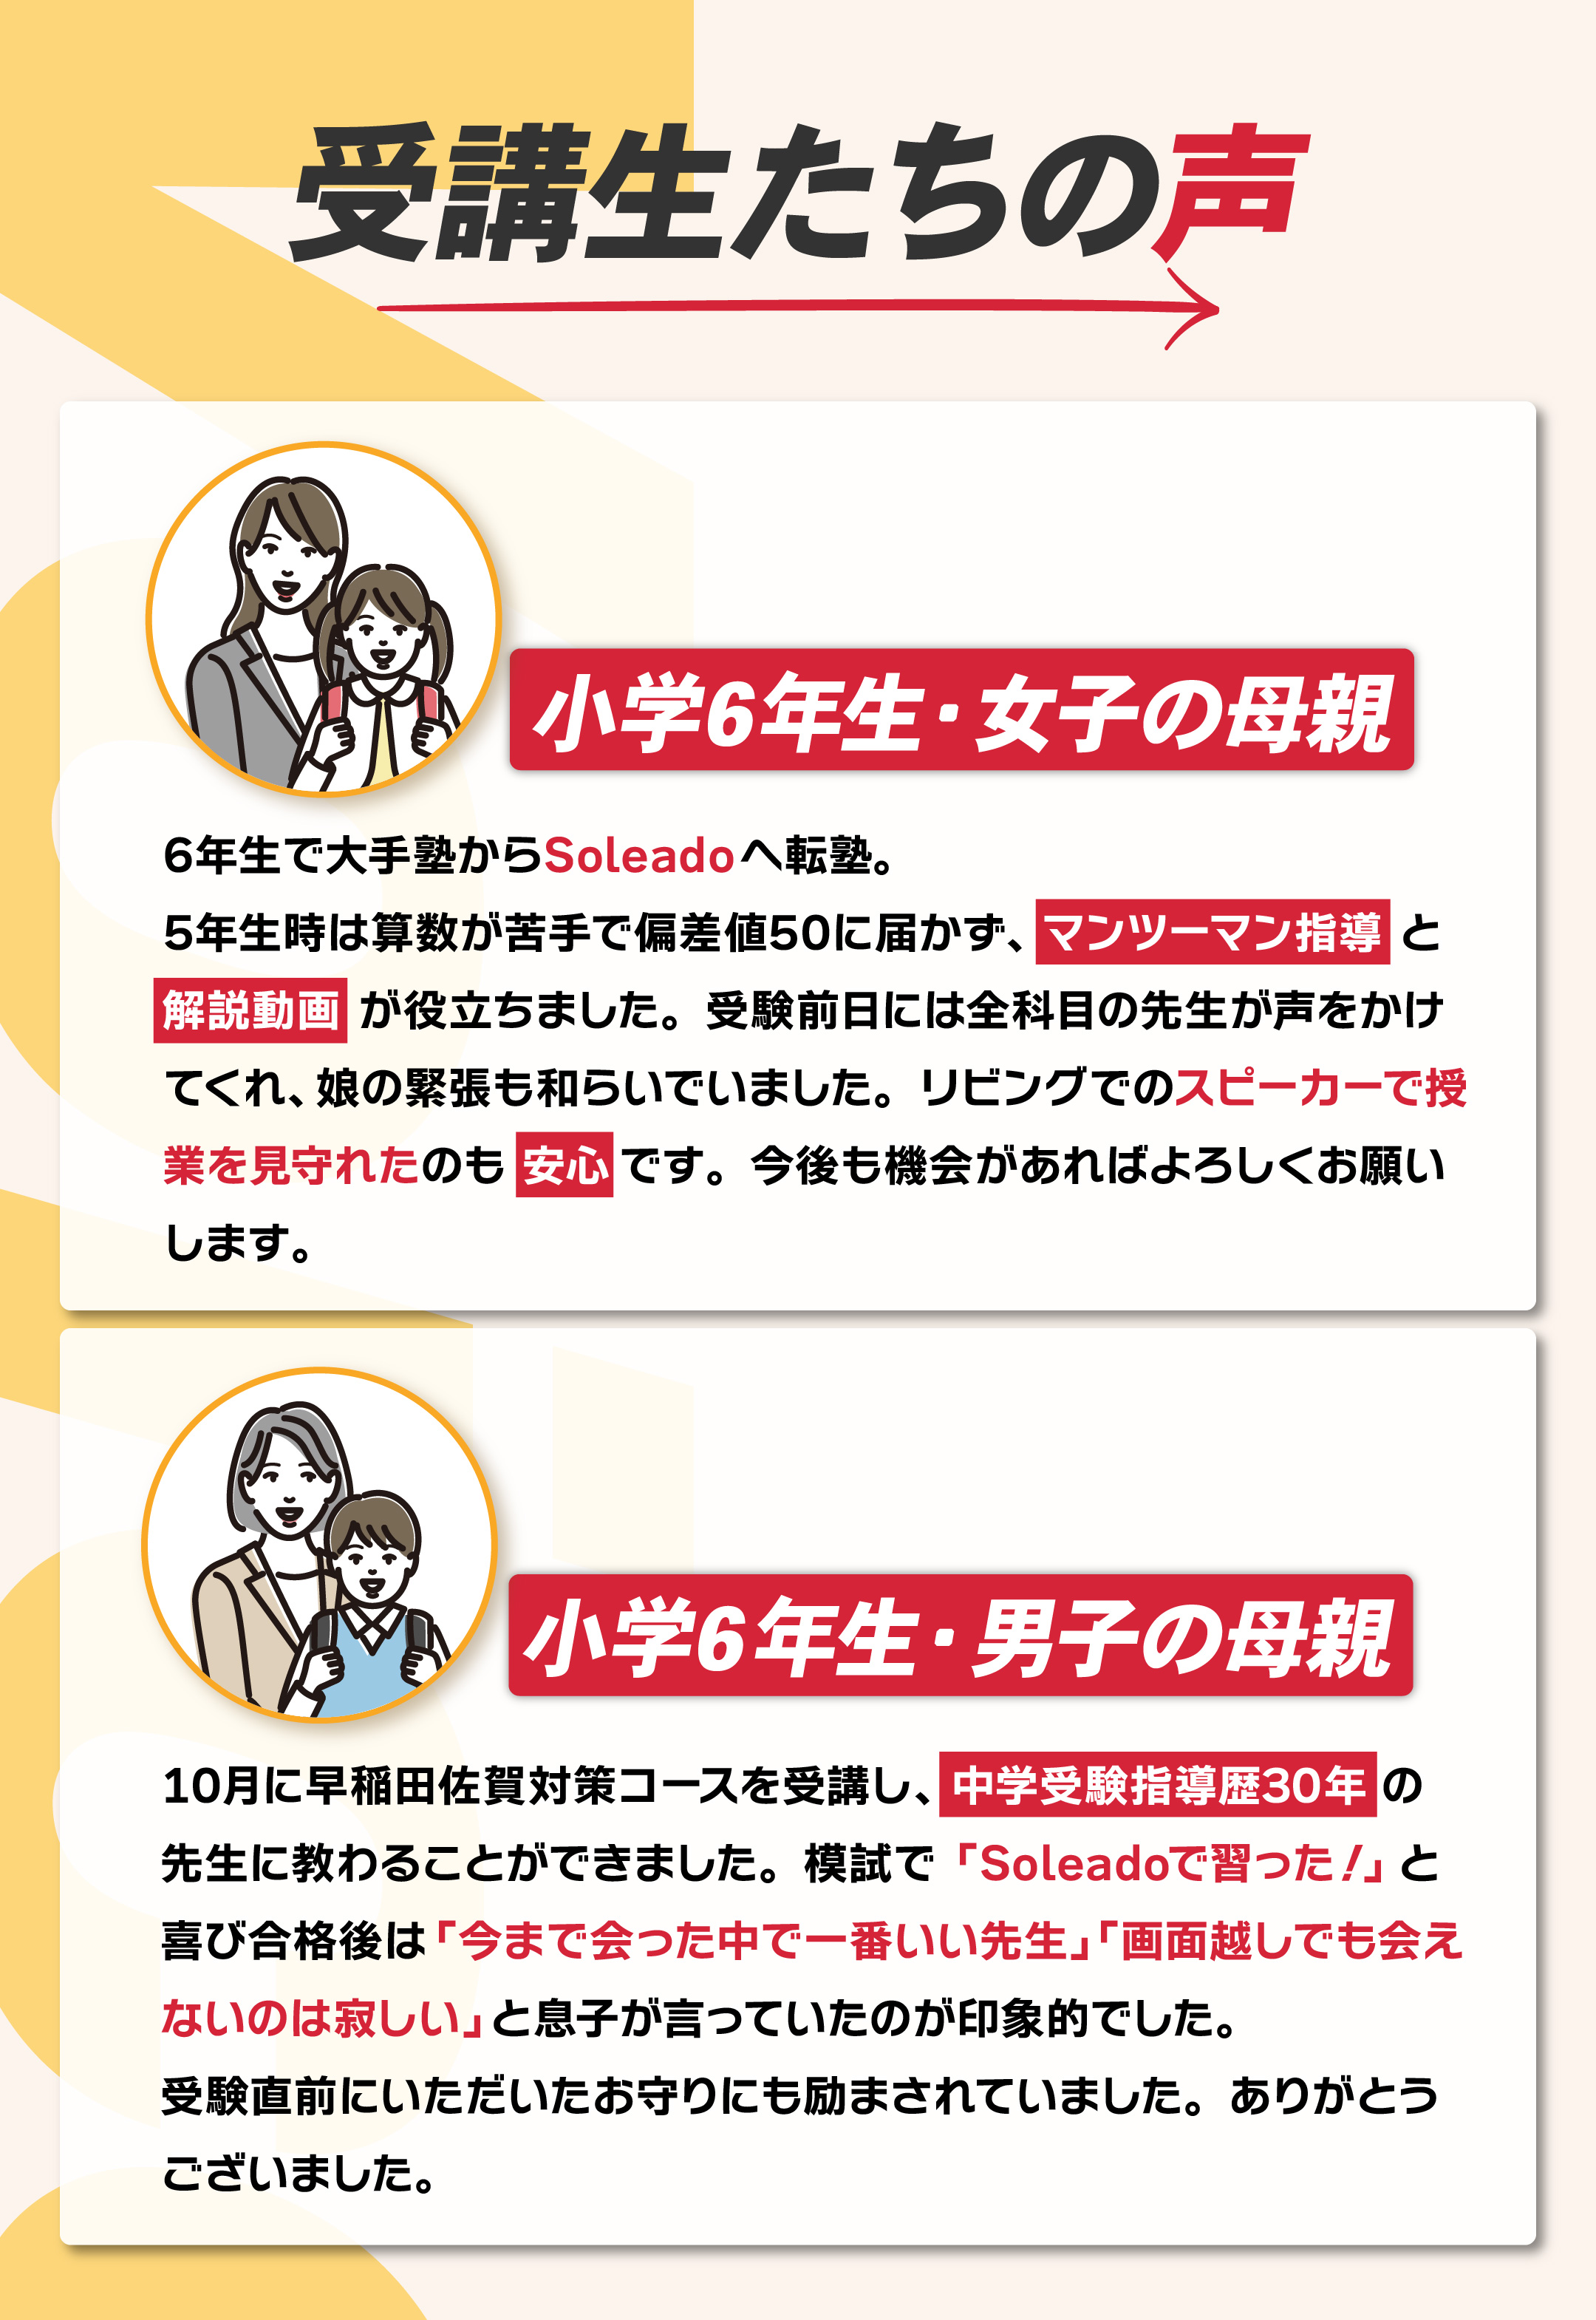 受講生たちの声
小学6年生・女子の母親
6年生で大手塾からSoleadoへ転塾。
5年生時は算数が苦手で偏差値50に届かず、マンツーマン指導と
解説動画が役立ちました。受験前日には全科目の先生が声をかけ
てくれ、娘の緊張も和らいでいました。リビングでのスピーカーで授
業を見守れたのも安心です。今後も機会があればよろしくお願い
します。
小学6年生・男子の母親
10月に早稲田佐賀対策コースを受講し、中学受験指導歴30年の
先生に教わることができました。模試で「Soleadoで習った！」と
喜び合格後は「今まで会った中で一番いい先生」「画面越しでも会え
ないのは寂しい」と息子が言っていたのが印象的でした。
受験直前にいただいたお守りにも励まされていました。ありがとう
ございました。